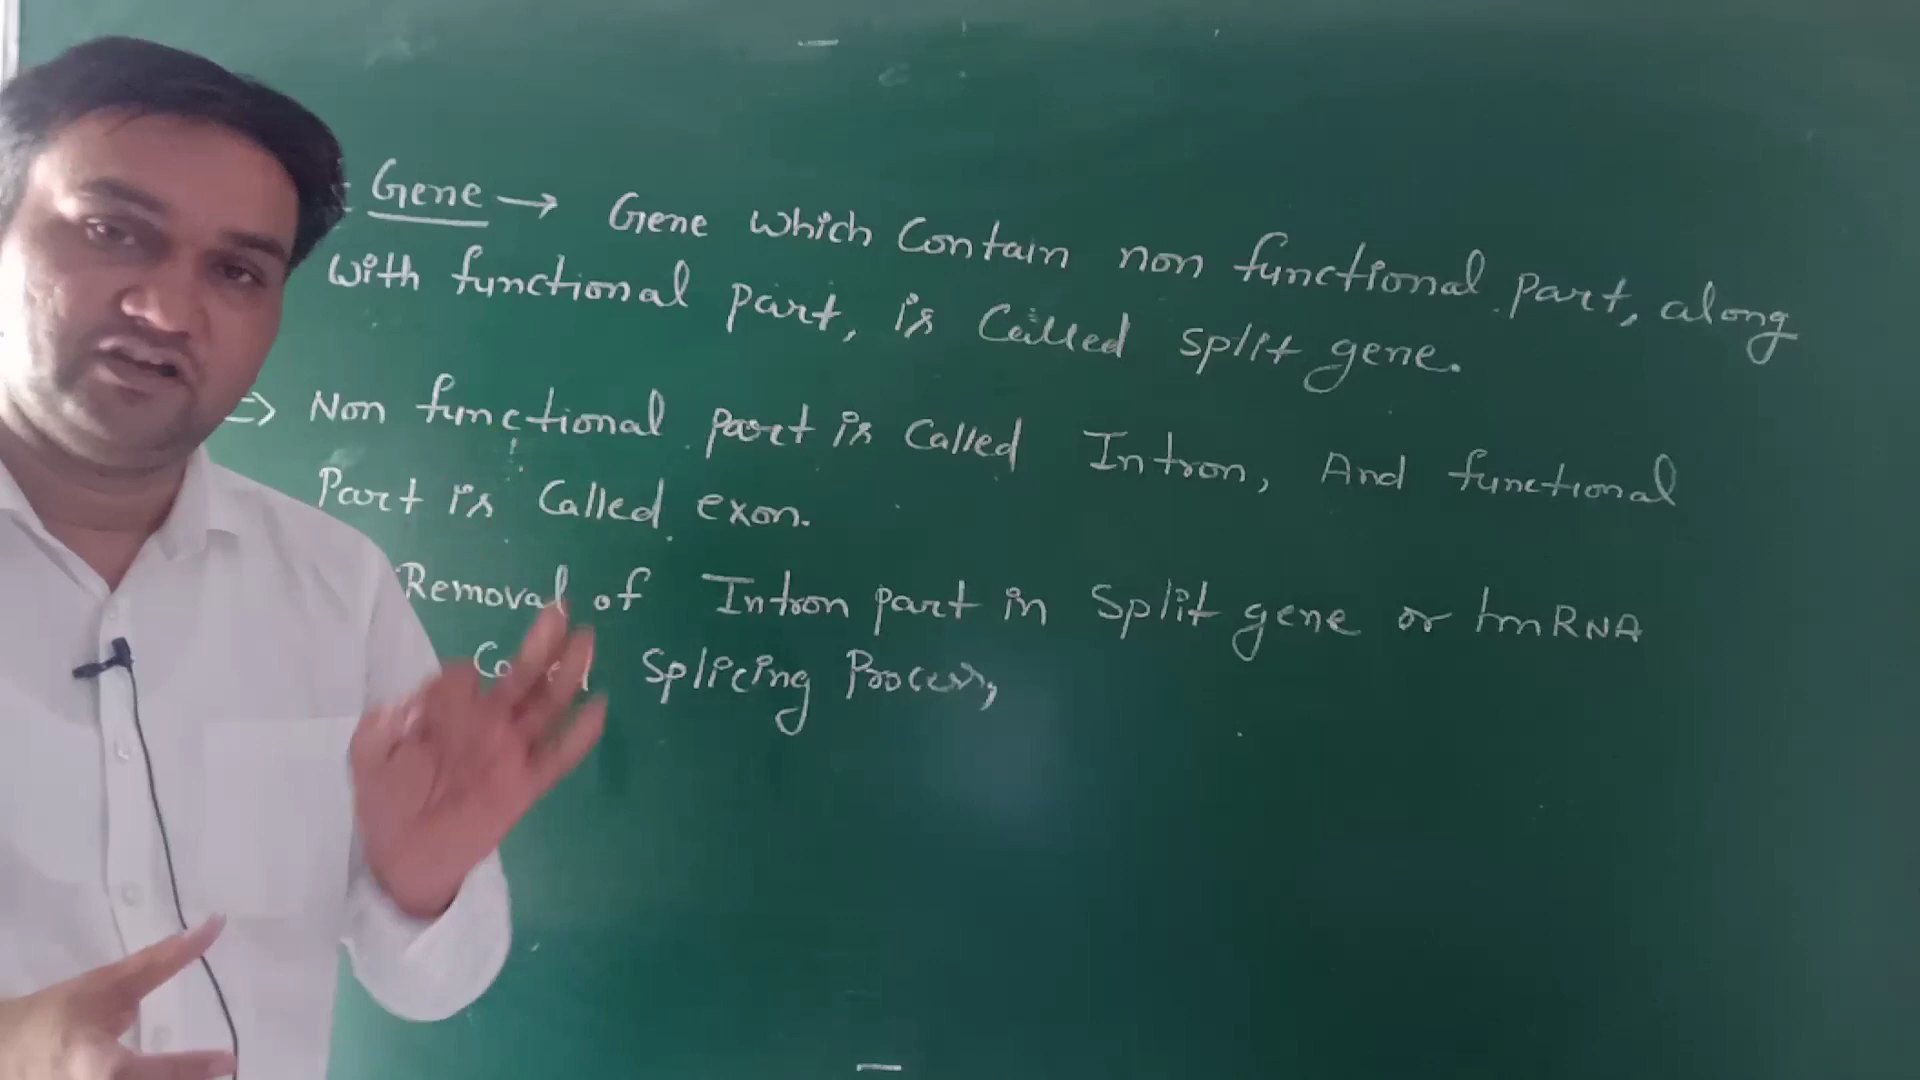 Gene → Gene which Contain non functional part, along
with functional part, is Called split gene.
=> Non functional part is Called Intron, And functional
Part is Called exon.
Removal of Intron part in Split gene or hnRNA
Splicing Process,